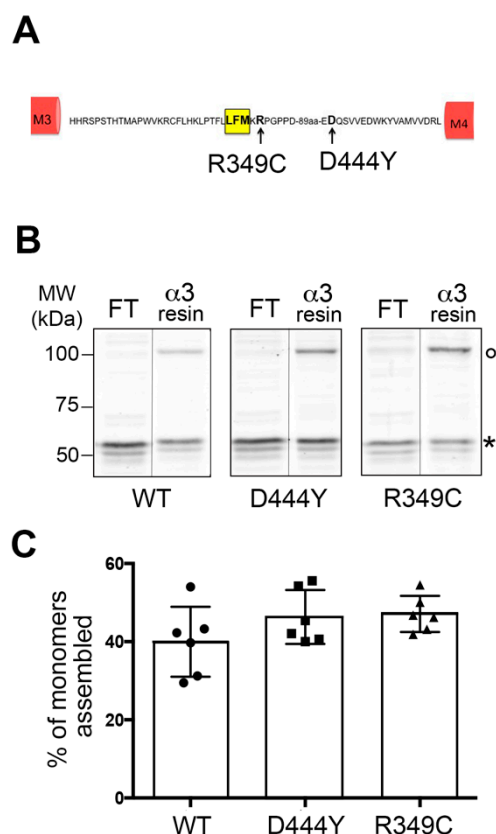 A
M3 HHRSPSTHTMAPWVKRCFLHKLPTFLLFMKRPGPPD-89aa-EDQSVVEDWKYVAMVVDRL M4
R349C D444Y
B
MW (kDa) FT α3 resin FT α3 resin FT α3 resin
100
75
50
°
*
WT D444Y R349C
C
% of monomers assembled
60
40
20
0
WT D444Y R349C